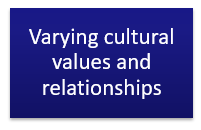 Varying cultural
values and
relationships